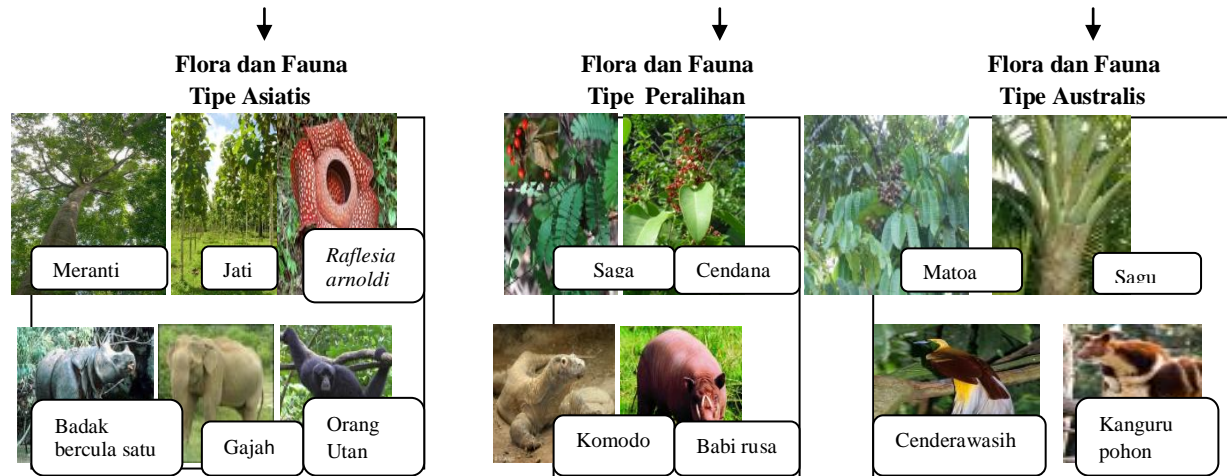 Flora dan Fauna
Tipe Asiatis
Flora dan Fauna
Tipe Peralihan
Flora dan Fauna
Tipe Australis
Meranti
Jati
Raflesia
arnoldi
Saga
Cendana
Matoa
Sagu
Badak
bercula satu
Gajah
Orang
Utan
Komodo
Babi rusa
Cenderawasih
Kanguru
pohon